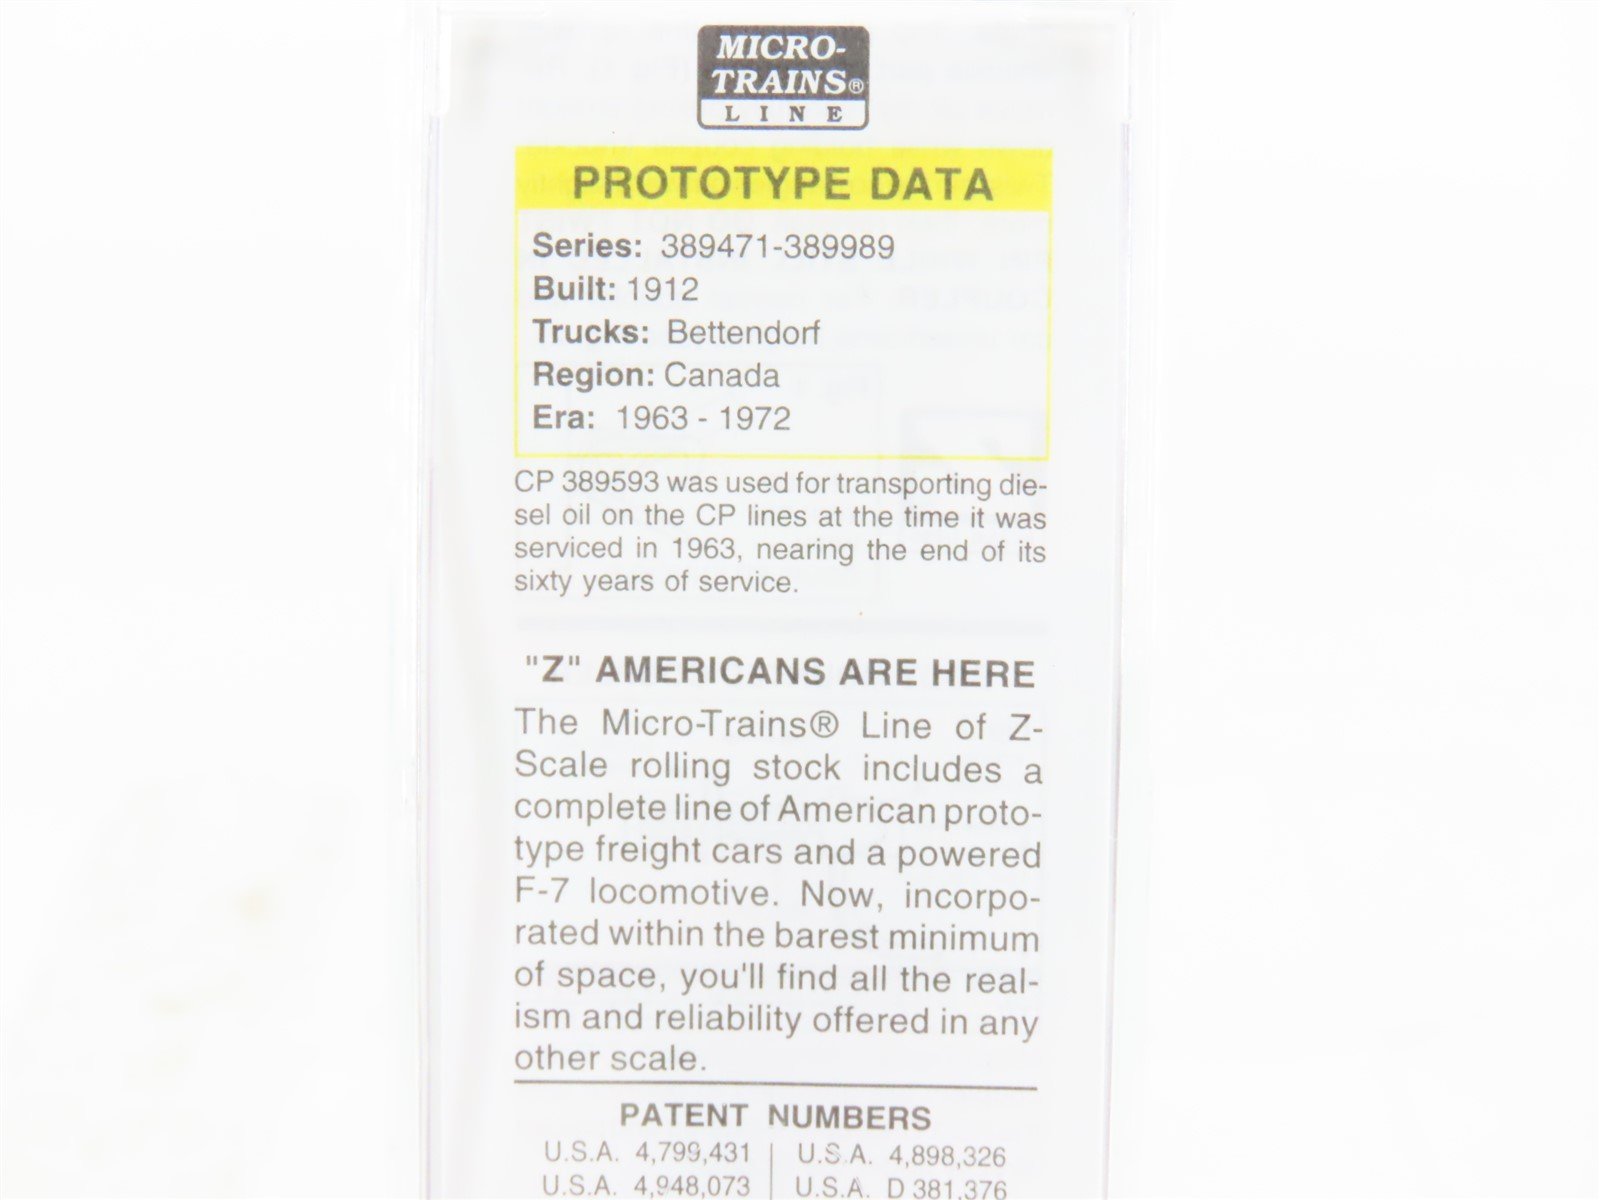 MICRO-
TRAINS®
LINE
PROTOTYPE DATA
Series: 389471-389989
Built: 1912
Trucks: Bettendorf
Region: Canada
Era: 1963 - 1972
CP 389593 was used for transporting die-
sel oil on the CP lines at the time it was
serviced in 1963, nearing the end of its
sixty years of service.
"Z" AMERICANS ARE HERE
The Micro-Trains® Line of Z-
Scale rolling stock includes a
complete line of American proto-
type freight cars and a powered
F-7 locomotive. Now, incorpo-
rated within the barest minimum
of space, you'll find all the real-
ism and reliability offered in any
other scale.
PATENT NUMBERS
U.S.A. 4,799,431 | U.S.A. 4,898,326
U.S.A. 4,948,073 | U.S.A. D 381,376